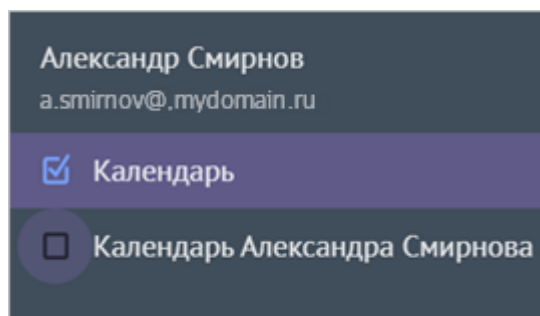 Александр Смирнов
a.smirnov@,mydomain.ru
Календарь
Календарь Александра Смирнова